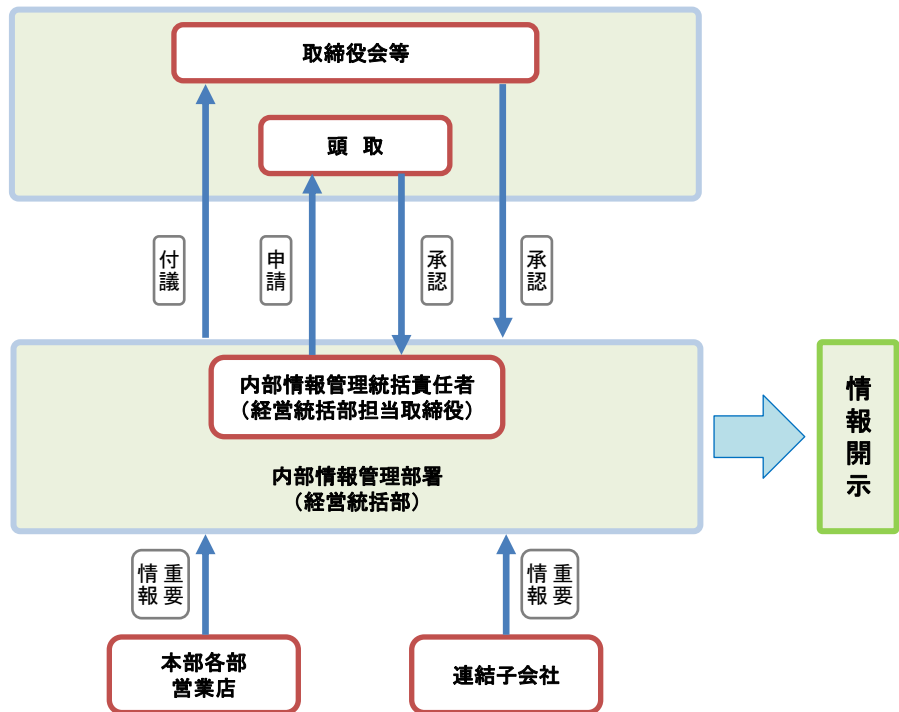 取締役会等
頭 取
付議
申請
承認
承認
内部情報管理統括責任者
（経営統括部担当取締役）
内部情報管理部署
（経営統括部）
情報開示
重要
情報
重要
情報
本部各部
営業店
連結子会社